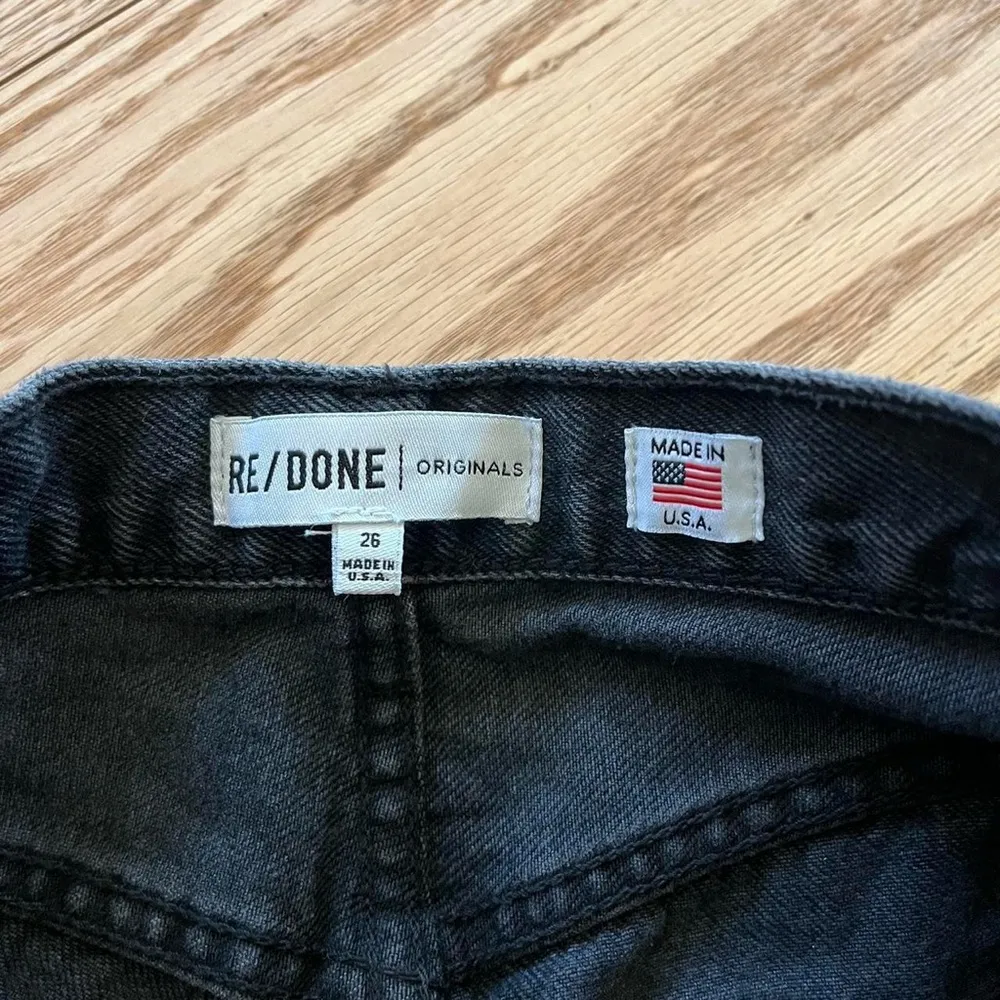 RE/DONE | ORIGINALS
26
MADE IN
U.S.A.
MADE IN
U.S.A.